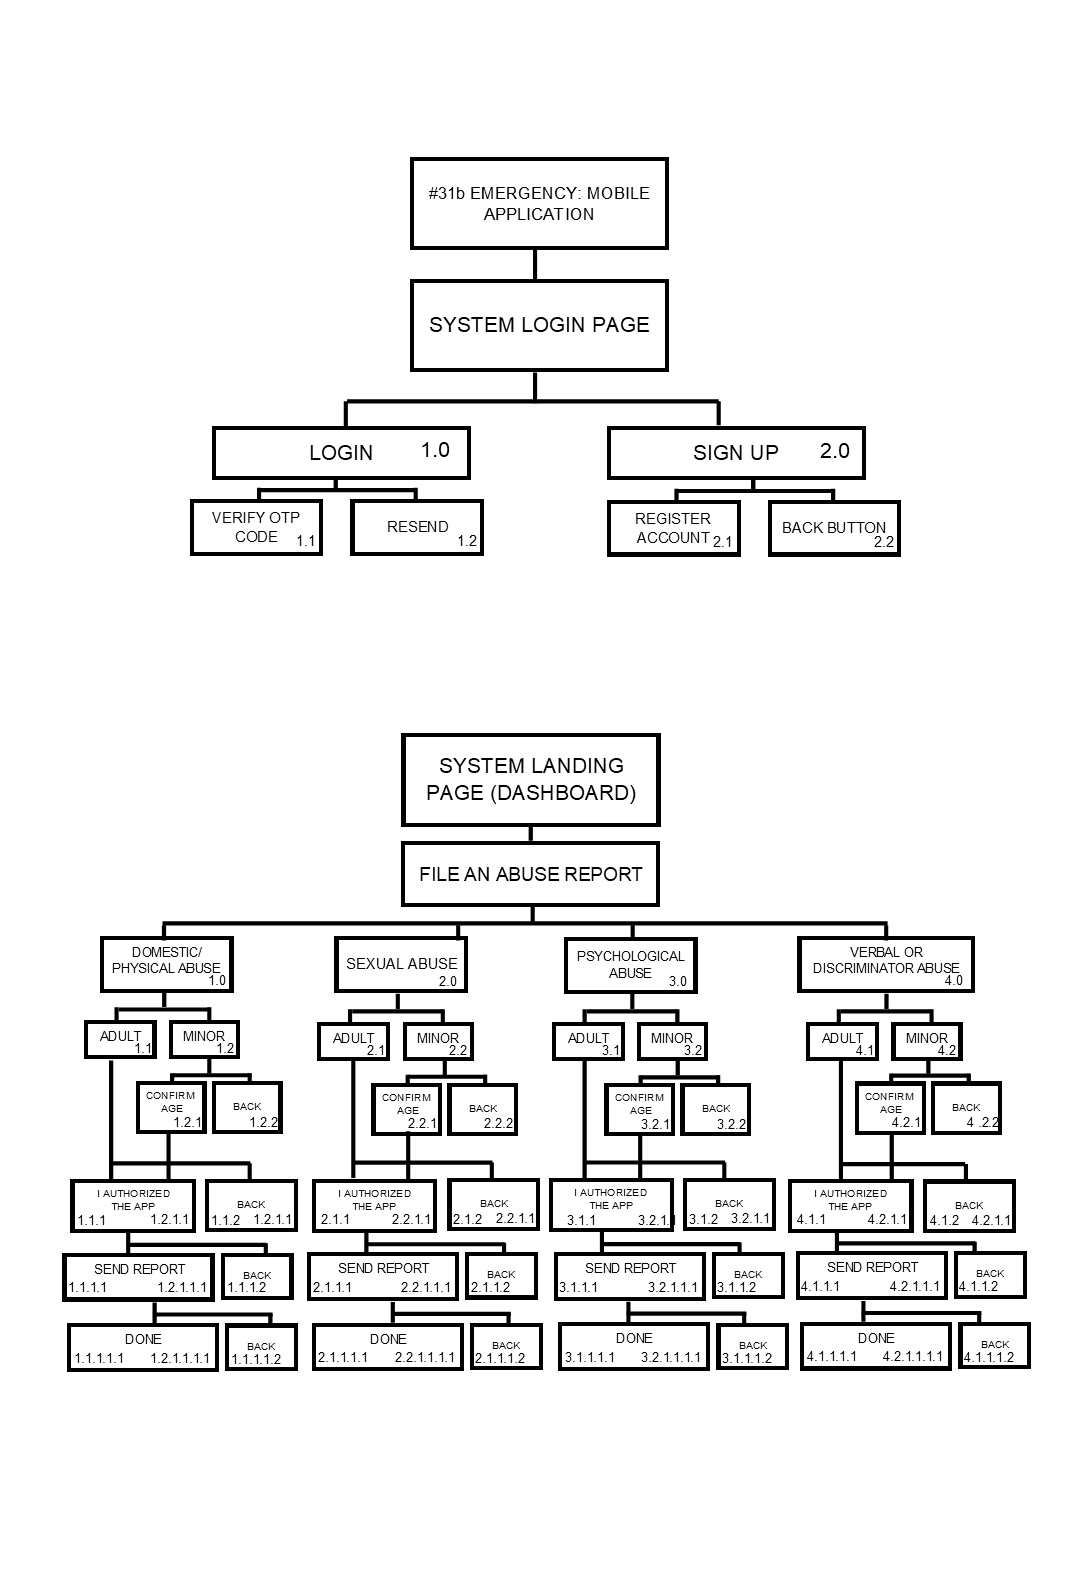 #31b EMERGENCY: MOBILE
APPLICATION
SYSTEM LOGIN PAGE
LOGIN 1.0
SIGN UP 2.0
VERIFY OTP
CODE 1.1
RESEND
1.2
REGISTER
ACCOUNT 2.1
BACK BUTTON
2.2
SYSTEM LANDING
PAGE (DASHBOARD)
FILE AN ABUSE REPORT
DOMESTIC/
PHYSICAL ABUSE
1.0
SEXUAL ABUSE
2.0
PSYCHOLOGICAL
ABUSE
3.0
VERBAL OR
DISCRIMINATOR ABUSE
4.0
ADULT
1.1
MINOR
1.2
ADULT
2.1
MINOR
2.2
ADULT
3.1
MINOR
3.2
ADULT
4.1
MINOR
4.2
CONFIRM
AGE
1.2.1
BACK
1.2.2
CONFIRM
AGE
2.2.1
BACK
2.2.2
CONFIRM
AGE
3.2.1
BACK
3.2.2
CONFIRM
AGE
4.2.1
BACK
4 .2.2
I AUTHORIZED
THE APP
1.1.1 1.2.1.1
BACK
1.1.2 1.2.1.1
I AUTHORIZED
THE APP
2.1.1 2.2.1.1
BACK
2.1.2 2.2.1.1
I AUTHORIZED
THE APP
3.1.1 3.2.1.1
BACK
3.1.2 3.2.1.1
I AUTHORIZED
THE APP
4.1.1 4.2.1.1
BACK
4.1.2 4.2.1.1
SEND REPORT
1.1.1.1 1.2.1.1.1
BACK
1.1.1.2
SEND REPORT
2.1.1.1 2.2.1.1.1
BACK
2.1.1.2
SEND REPORT
3.1.1.1 3.2.1.1.1
BACK
3.1.1.2
SEND REPORT
4.1.1.1 4.2.1.1.1
BACK
4.1.1.2
DONE
1.1.1.1.1 1.2.1.1.1.1
BACK
1.1.1.1.2
DONE
2.1.1.1.1 2.2.1.1.1.1
BACK
2.1.1.1.2
DONE
3.1.1.1.1 3.2.1.1.1.1
BACK
3.1.1.1.2
DONE
4.1.1.1.1 4.2.1.1.1.1
BACK
4.1.1.1.2